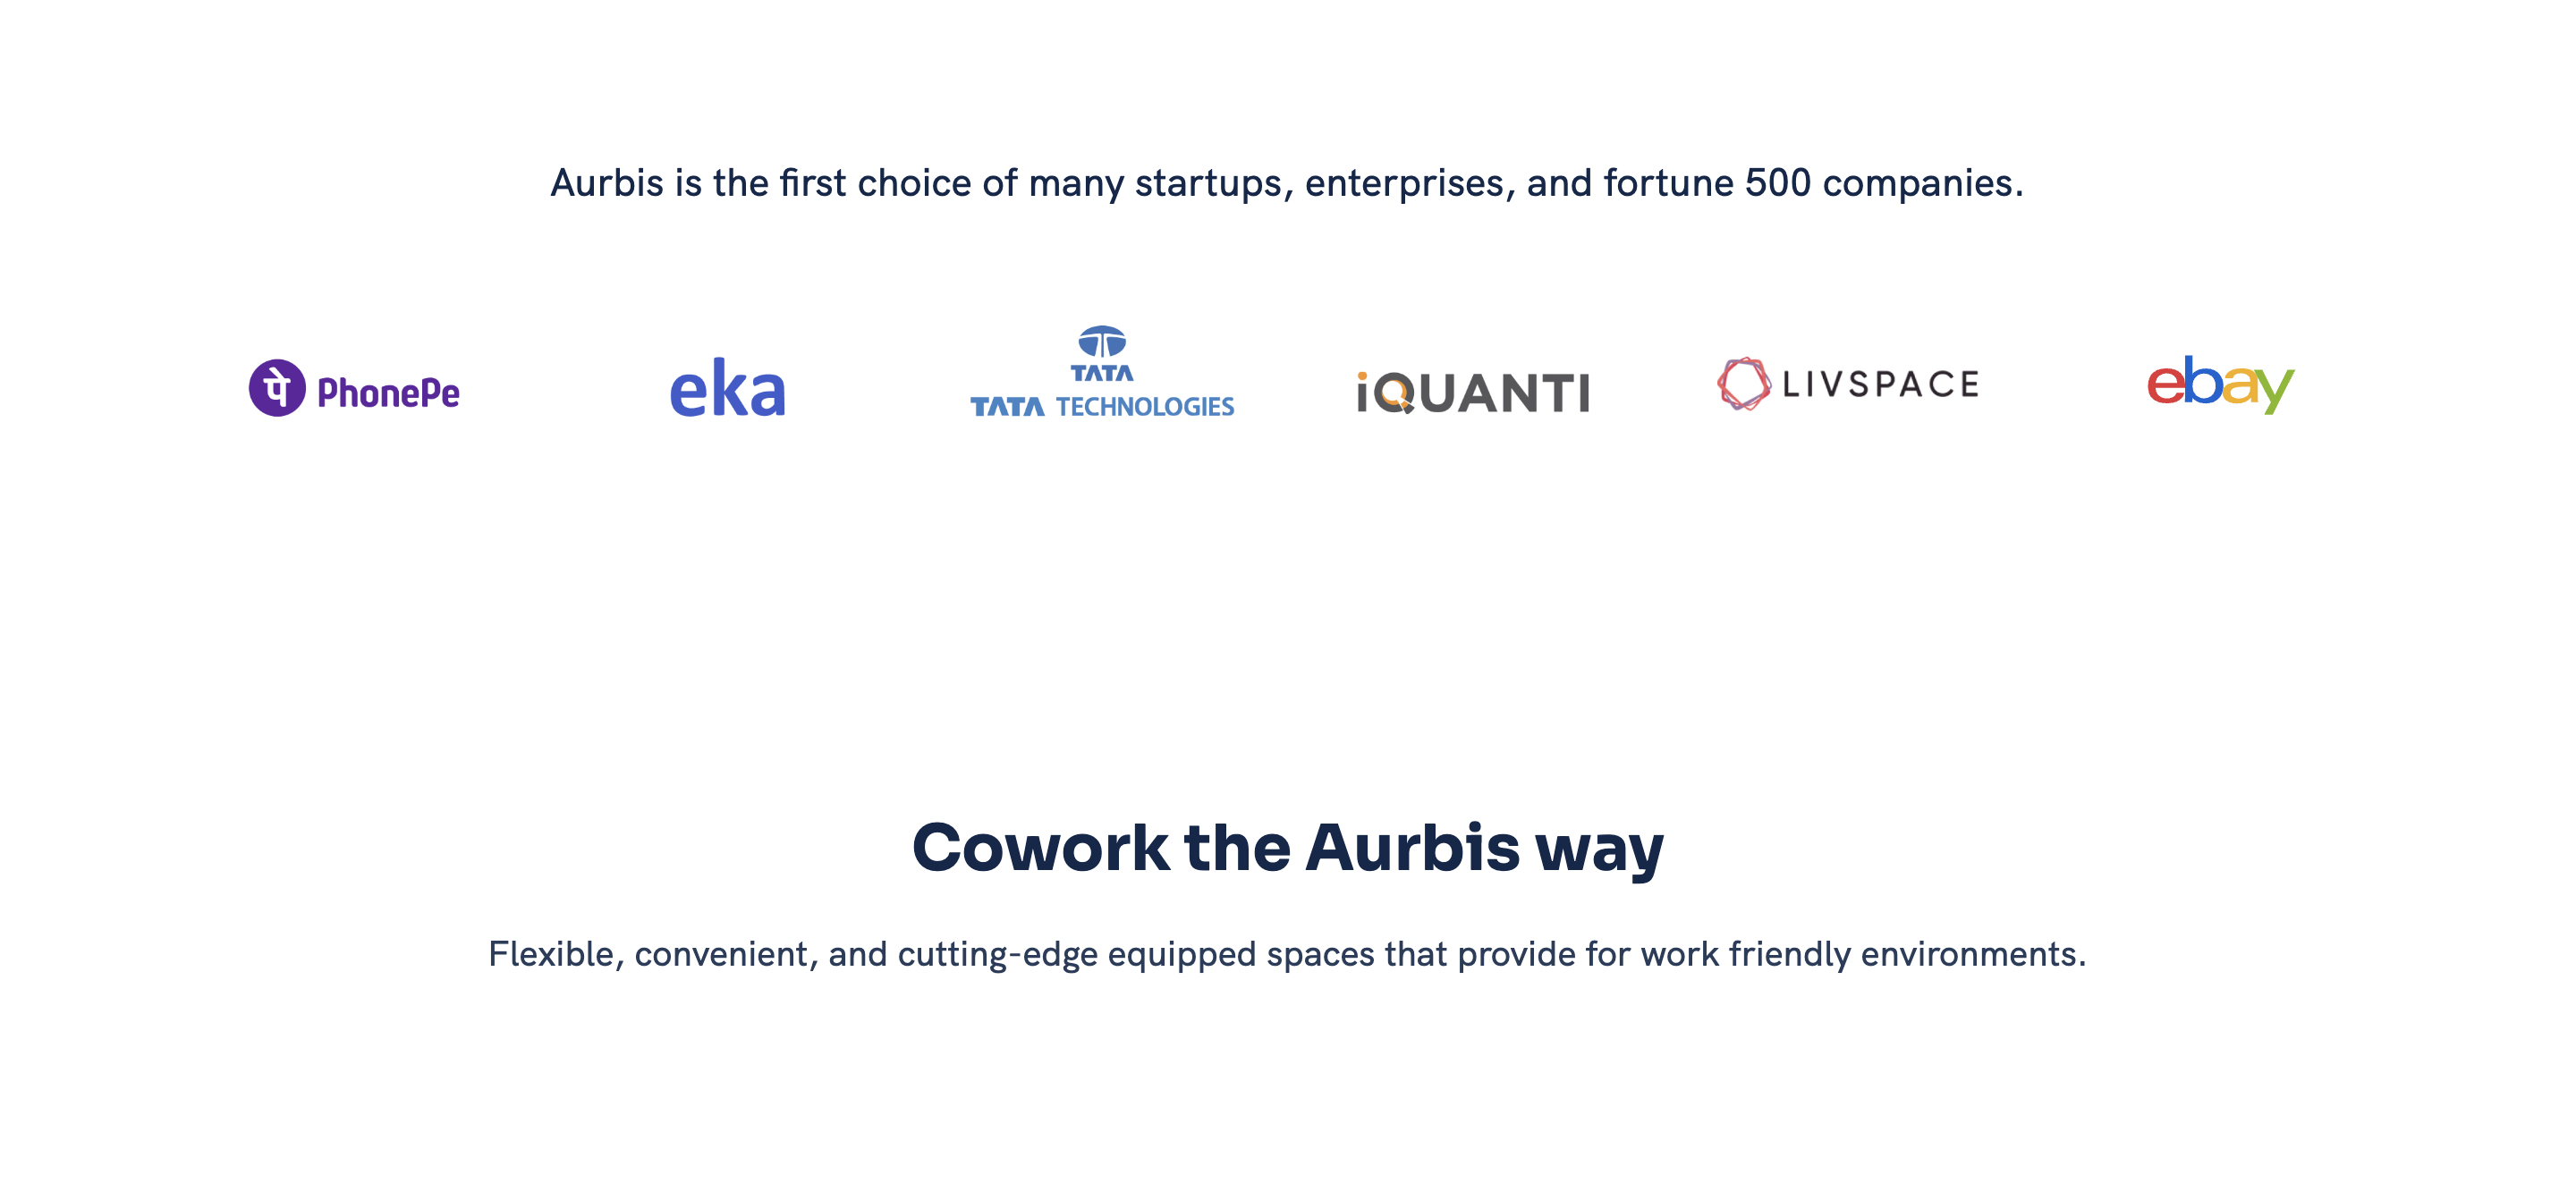 Aurbis is the first choice of many startups, enterprises, and fortune 500 companies.
पे PhonePe
eka
TATA
TATA TECHNOLOGIES
iQUANTI
LIVSPACE
ebay
Cowork the Aurbis way
Flexible, convenient, and cutting-edge equipped spaces that provide for work friendly environments.